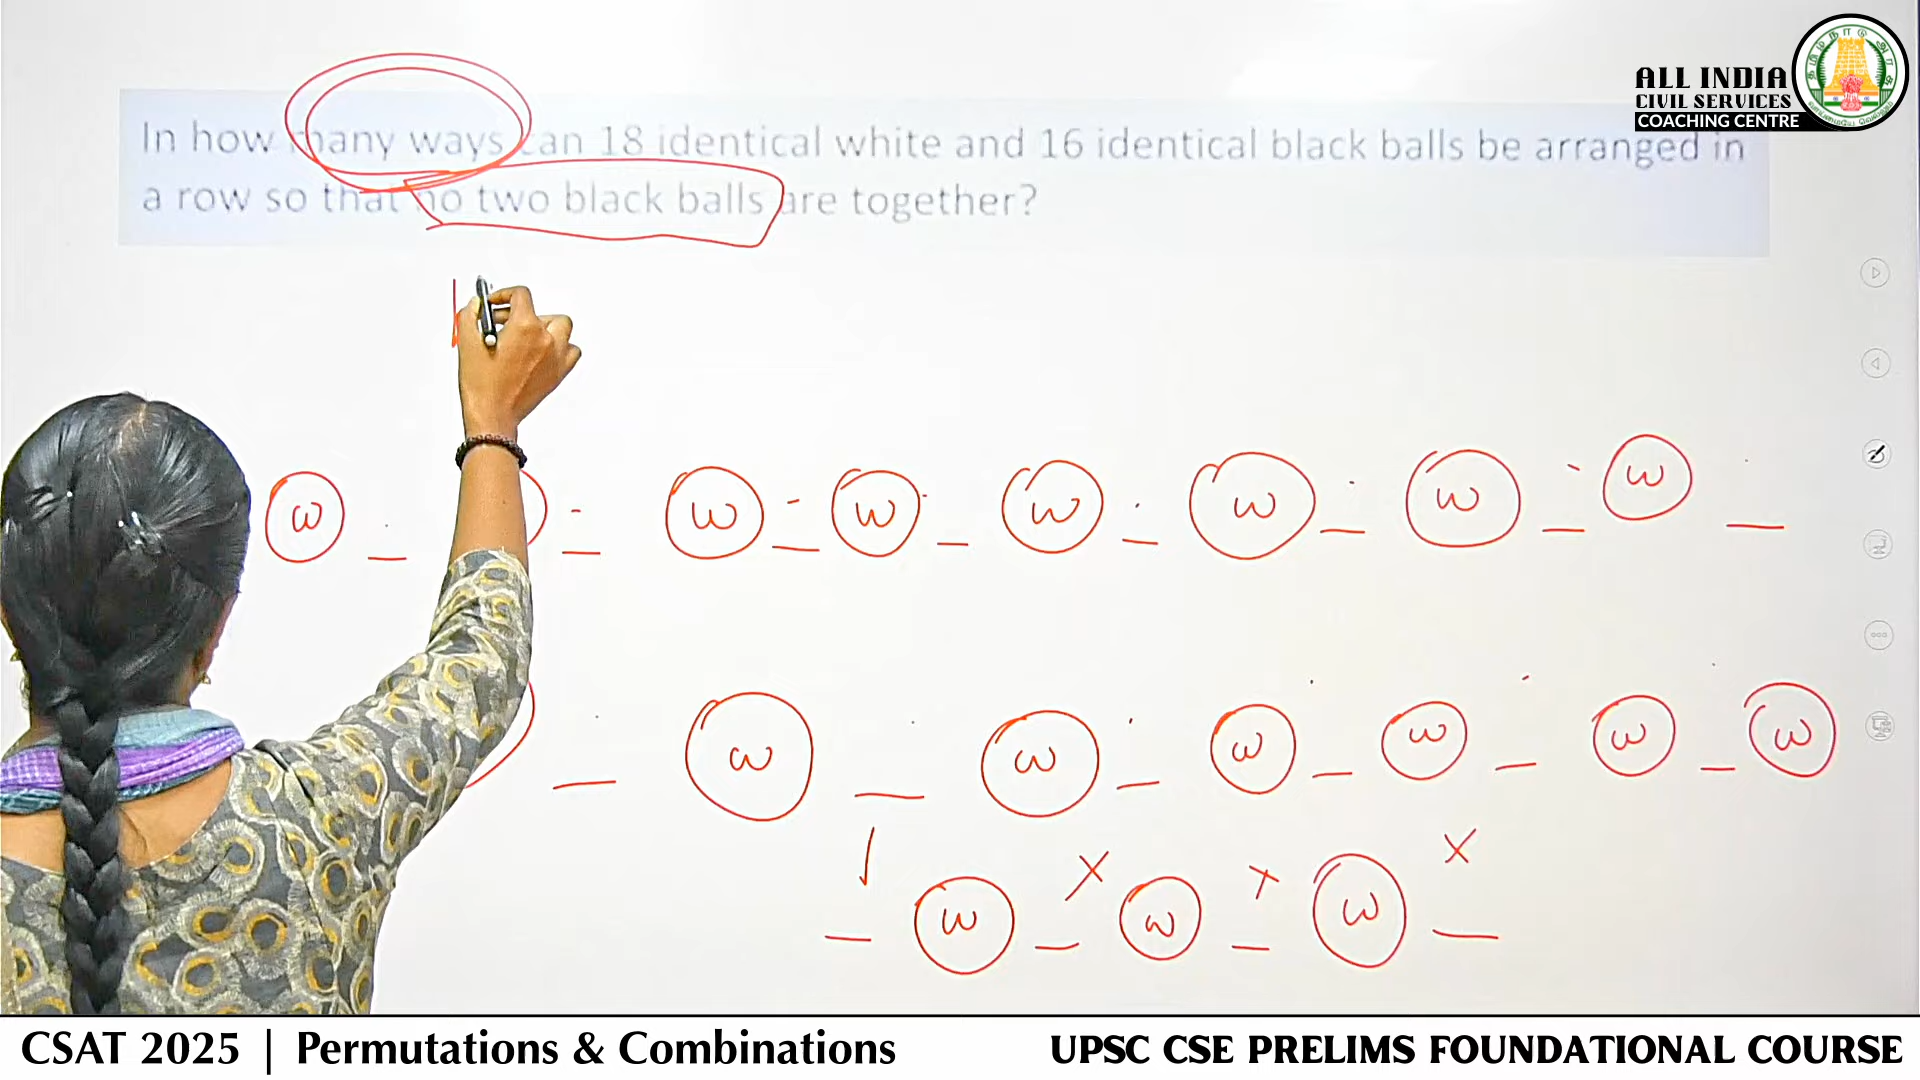 ALL INDIA
CIVIL SERVICES
COACHING CENTRE
In how many ways can 18 identical white and 16 identical black balls be arranged in
a row so that no two black balls are together?
W _ _ W _ W _ W _ W _ W _ W _
_ W _ W _ W _ W _ W _ W
_ W _ W _ W _
CSAT 2025 | Permutations & Combinations
UPSC CSE PRELIMS FOUNDATIONAL COURSE